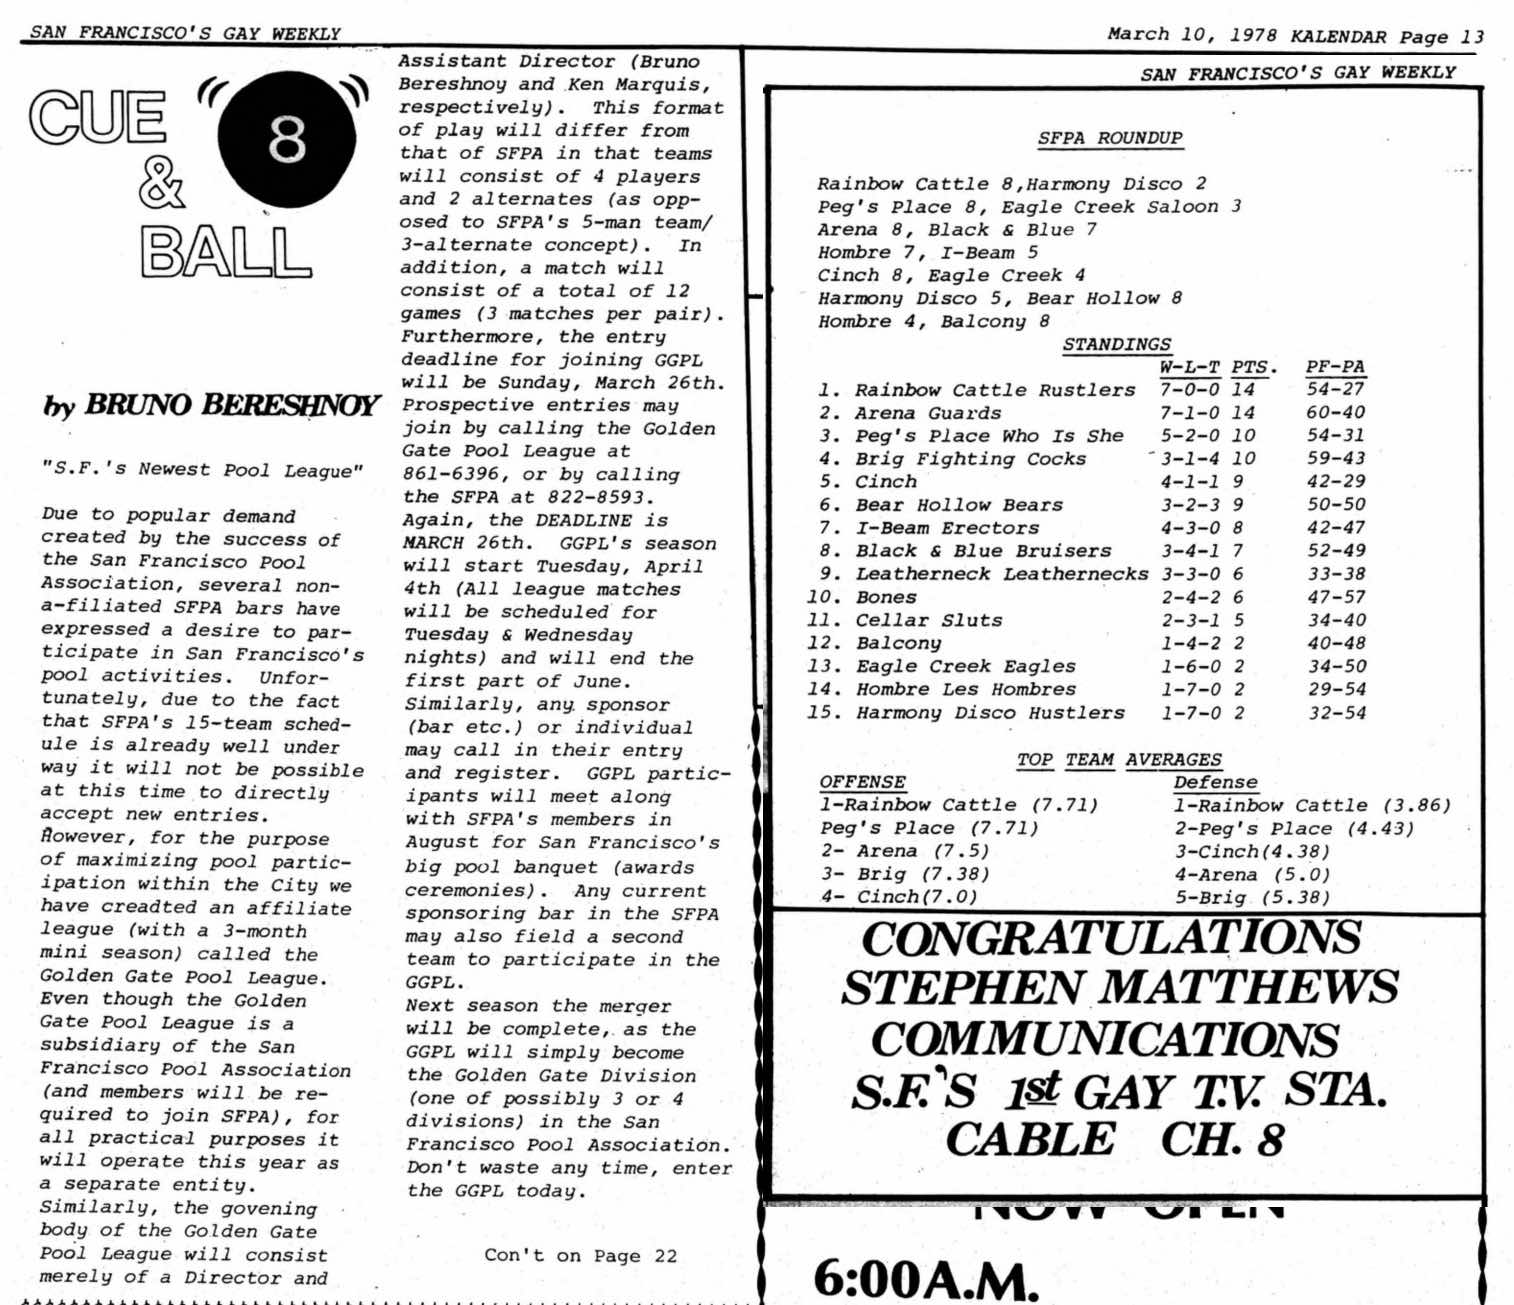 SAN FRANCISCO'S GAY WEEKLY
March 10, 1978 KALENDAR Page 13
CUE
&
BALL
8
by BRUNO BERESHNOY
"S.F.'s Newest Pool League"
Due to popular demand
created by the success of
the San Francisco Pool
Association, several non-
a-filiated SFPA bars have
expressed a desire to par-
ticipate in San Francisco's
pool activities.  Unfor-
tunately, due to the fact
that SFPA's 15-team sched-
ule is already well under
way it will not be possible
at this time to directly
accept new entries.
However, for the purpose
of maximizing pool partic-
ipation within the City we
have creadted an affiliate
league (with a 3-month
mini season) called the
Golden Gate Pool League.
Even though the Golden
Gate Pool League is a
subsidiary of the San
Francisco Pool Association
(and members will be re-
quired to join SFPA), for
all practical purposes it
will operate this year as
a separate entity.
Similarly, the govening
body of the Golden Gate
Pool League will consist
merely of a Director and
Assistant Director (Bruno
Bereshnoy and Ken Marquis,
respectively).  This format
of play will differ from
that of SFPA in that teams
will consist of 4 players
and 2 alternates (as opp-
osed to SFPA's 5-man team/
3-alternate concept).  In
addition, a match will
consist of a total of 12
games (3 matches per pair).
Furthermore, the entry
deadline for joining GGPL
will be Sunday, March 26th.
Prospective entries may
join by calling the Golden
Gate Pool League at
861-6396, or by calling
the SFPA at 822-8593.
Again, the DEADLINE is
MARCH 26th.  GGPL's season
will start Tuesday, April
4th (All league matches
will be scheduled for
Tuesday & Wednesday
nights) and will end the
first part of June.
Similarly, any sponsor
(bar etc.) or individual
may call in their entry
and register.  GGPL partic-
ipants will meet along
with SFPA's members in
August for San Francisco's
big pool banquet (awards
ceremonies).  Any current
sponsoring bar in the SFPA
may also field a second
team to participate in the
GGPL.
Next season the merger
will be complete, as the
GGPL will simply become
the Golden Gate Division
(one of possibly 3 or 4
divisions) in the San
Francisco Pool Association.
Don't waste any time, enter
the GGPL today.
Con't on Page 22
SAN FRANCISCO'S GAY WEEKLY
SFPA ROUNDUP
Rainbow Cattle 8,Harmony Disco 2
Peg's Place 8, Eagle Creek Saloon 3
Arena 8, Black & Blue 7
Hombre 7, I-Beam 5
Cinch 8, Eagle Creek 4
Harmony Disco 5, Bear Hollow 8
Hombre 4, Balcony 8
STANDINGS
W-L-T PTS. PF-PA
1. Rainbow Cattle Rustlers 7-0-0 14 54-27
2. Arena Guards 7-1-0 14 60-40
3. Peg's Place Who Is She 5-2-0 10 54-31
4. Brig Fighting Cocks 3-1-4 10 59-43
5. Cinch 4-1-1 9 42-29
6. Bear Hollow Bears 3-2-3 9 50-50
7. I-Beam Erectors 4-3-0 8 42-47
8. Black & Blue Bruisers 3-4-1 7 52-49
9. Leatherneck Leathernecks 3-3-0 6 33-38
10. Bones 2-4-2 6 47-57
11. Cellar Sluts 2-3-1 5 34-40
12. Balcony 1-4-2 2 40-48
13. Eagle Creek Eagles 1-6-0 2 34-50
14. Hombre Les Hombres 1-7-0 2 29-54
15. Harmony Disco Hustlers 1-7-0 2 32-54
TOP TEAM AVERAGES
OFFENSE Defense
1-Rainbow Cattle (7.71) 1-Rainbow Cattle (3.86)
Peg's Place (7.71) 2-Peg's Place (4.43)
2- Arena (7.5) 3-Cinch(4.38)
3- Brig (7.38) 4-Arena (5.0)
4- Cinch(7.0) 5-Brig (5.38)
CONGRATULATIONS
STEPHEN MATTHEWS
COMMUNICATIONS
S.F.'S 1st GAY T.V. STA.
CABLE CH. 8
NOW OPEN
6:00A.M.